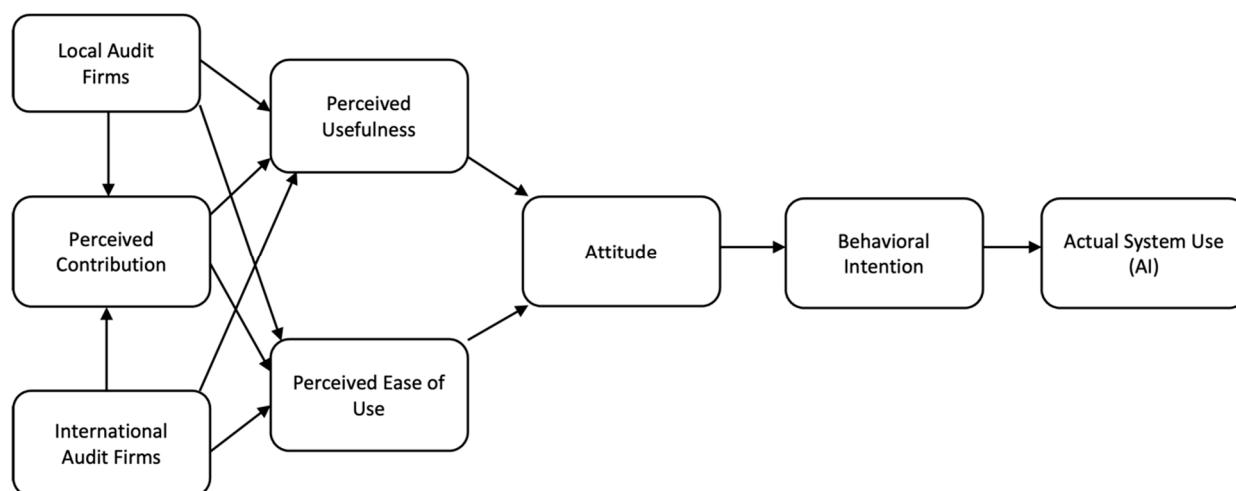 Local Audit
Firms
Perceived
Usefulness
Perceived
Contribution
Attitude
Behavioral
Intention
Actual System Use
(AI)
Perceived Ease of
Use
International
Audit Firms